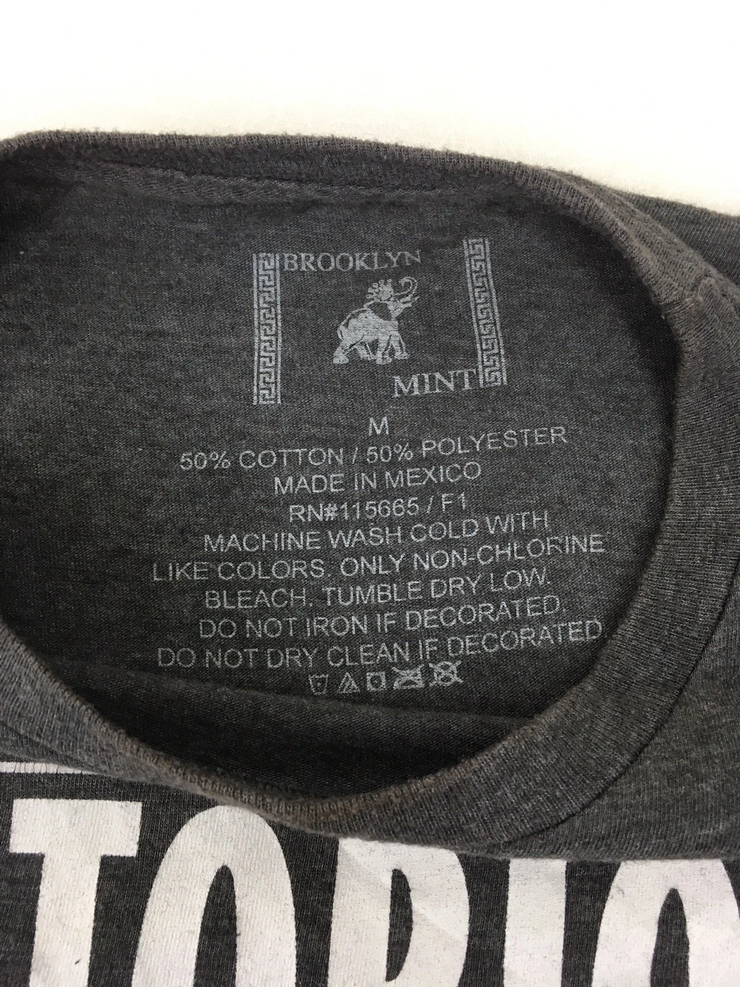 BROOKLYN
MINT
M
50% COTTON / 50% POLYESTER
MADE IN MEXICO
RN#115665 / F1
MACHINE WASH COLD WITH
LIKE COLORS. ONLY NON-CHLORINE
BLEACH. TUMBLE DRY LOW.
DO NOT IRON IF DECORATED.
DO NOT DRY CLEAN IF DECORATED.